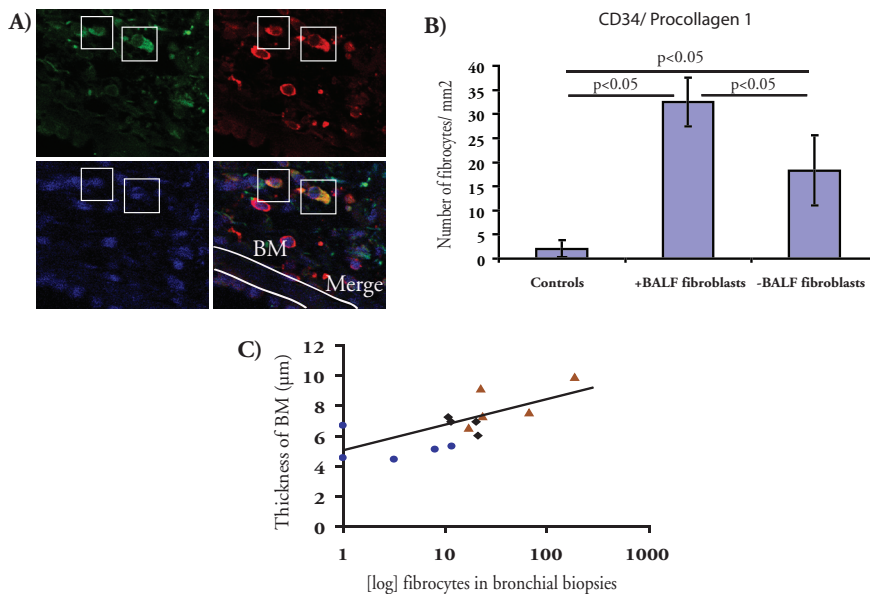 A)
BM
Merge
B)
CD34/ Procollagen 1
p<0.05
p<0.05
p<0.05
Number of fibrocytes/ mm2
40
35
30
25
20
15
10
5
0
Controls
+BALF fibroblasts
-BALF fibroblasts
C)
Thickness of BM (μm)
12
10
8
6
4
2
0
1
10
100
1000
[log] fibrocytes in bronchial biopsies